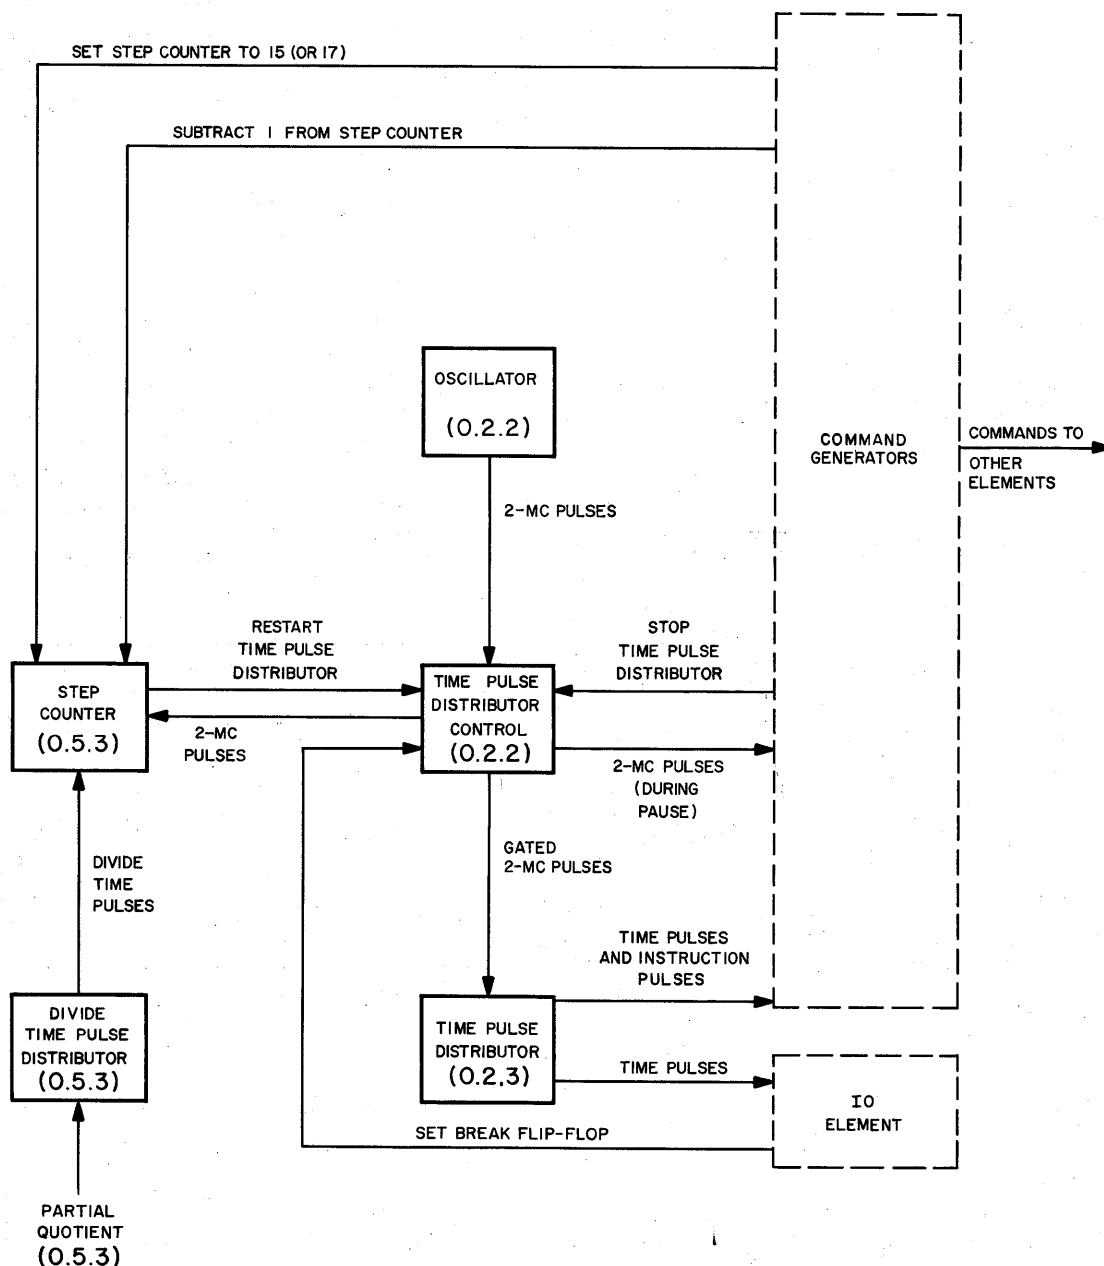 SET STEP COUNTER TO 15 (OR 17)
SUBTRACT 1 FROM STEP COUNTER
OSCILLATOR
(0.2.2)
COMMAND
GENERATORS
COMMANDS TO
OTHER
ELEMENTS
2-MC PULSES
RESTART
TIME PULSE
DISTRIBUTOR
STOP
TIME PULSE
DISTRIBUTOR
STEP
COUNTER
(0.5.3)
TIME PULSE
DISTRIBUTOR
CONTROL
(0.2.2)
2-MC
PULSES
2-MC PULSES
(DURING
PAUSE)
GATED
2-MC PULSES
DIVIDE
TIME
PULSES
TIME PULSES
AND INSTRUCTION
PULSES
DIVIDE
TIME PULSE
DISTRIBUTOR
(0.5.3)
TIME PULSE
DISTRIBUTOR
(0.2.3)
TIME PULSES
IO
ELEMENT
SET BREAK FLIP-FLOP
PARTIAL
QUOTIENT
(0.5.3)